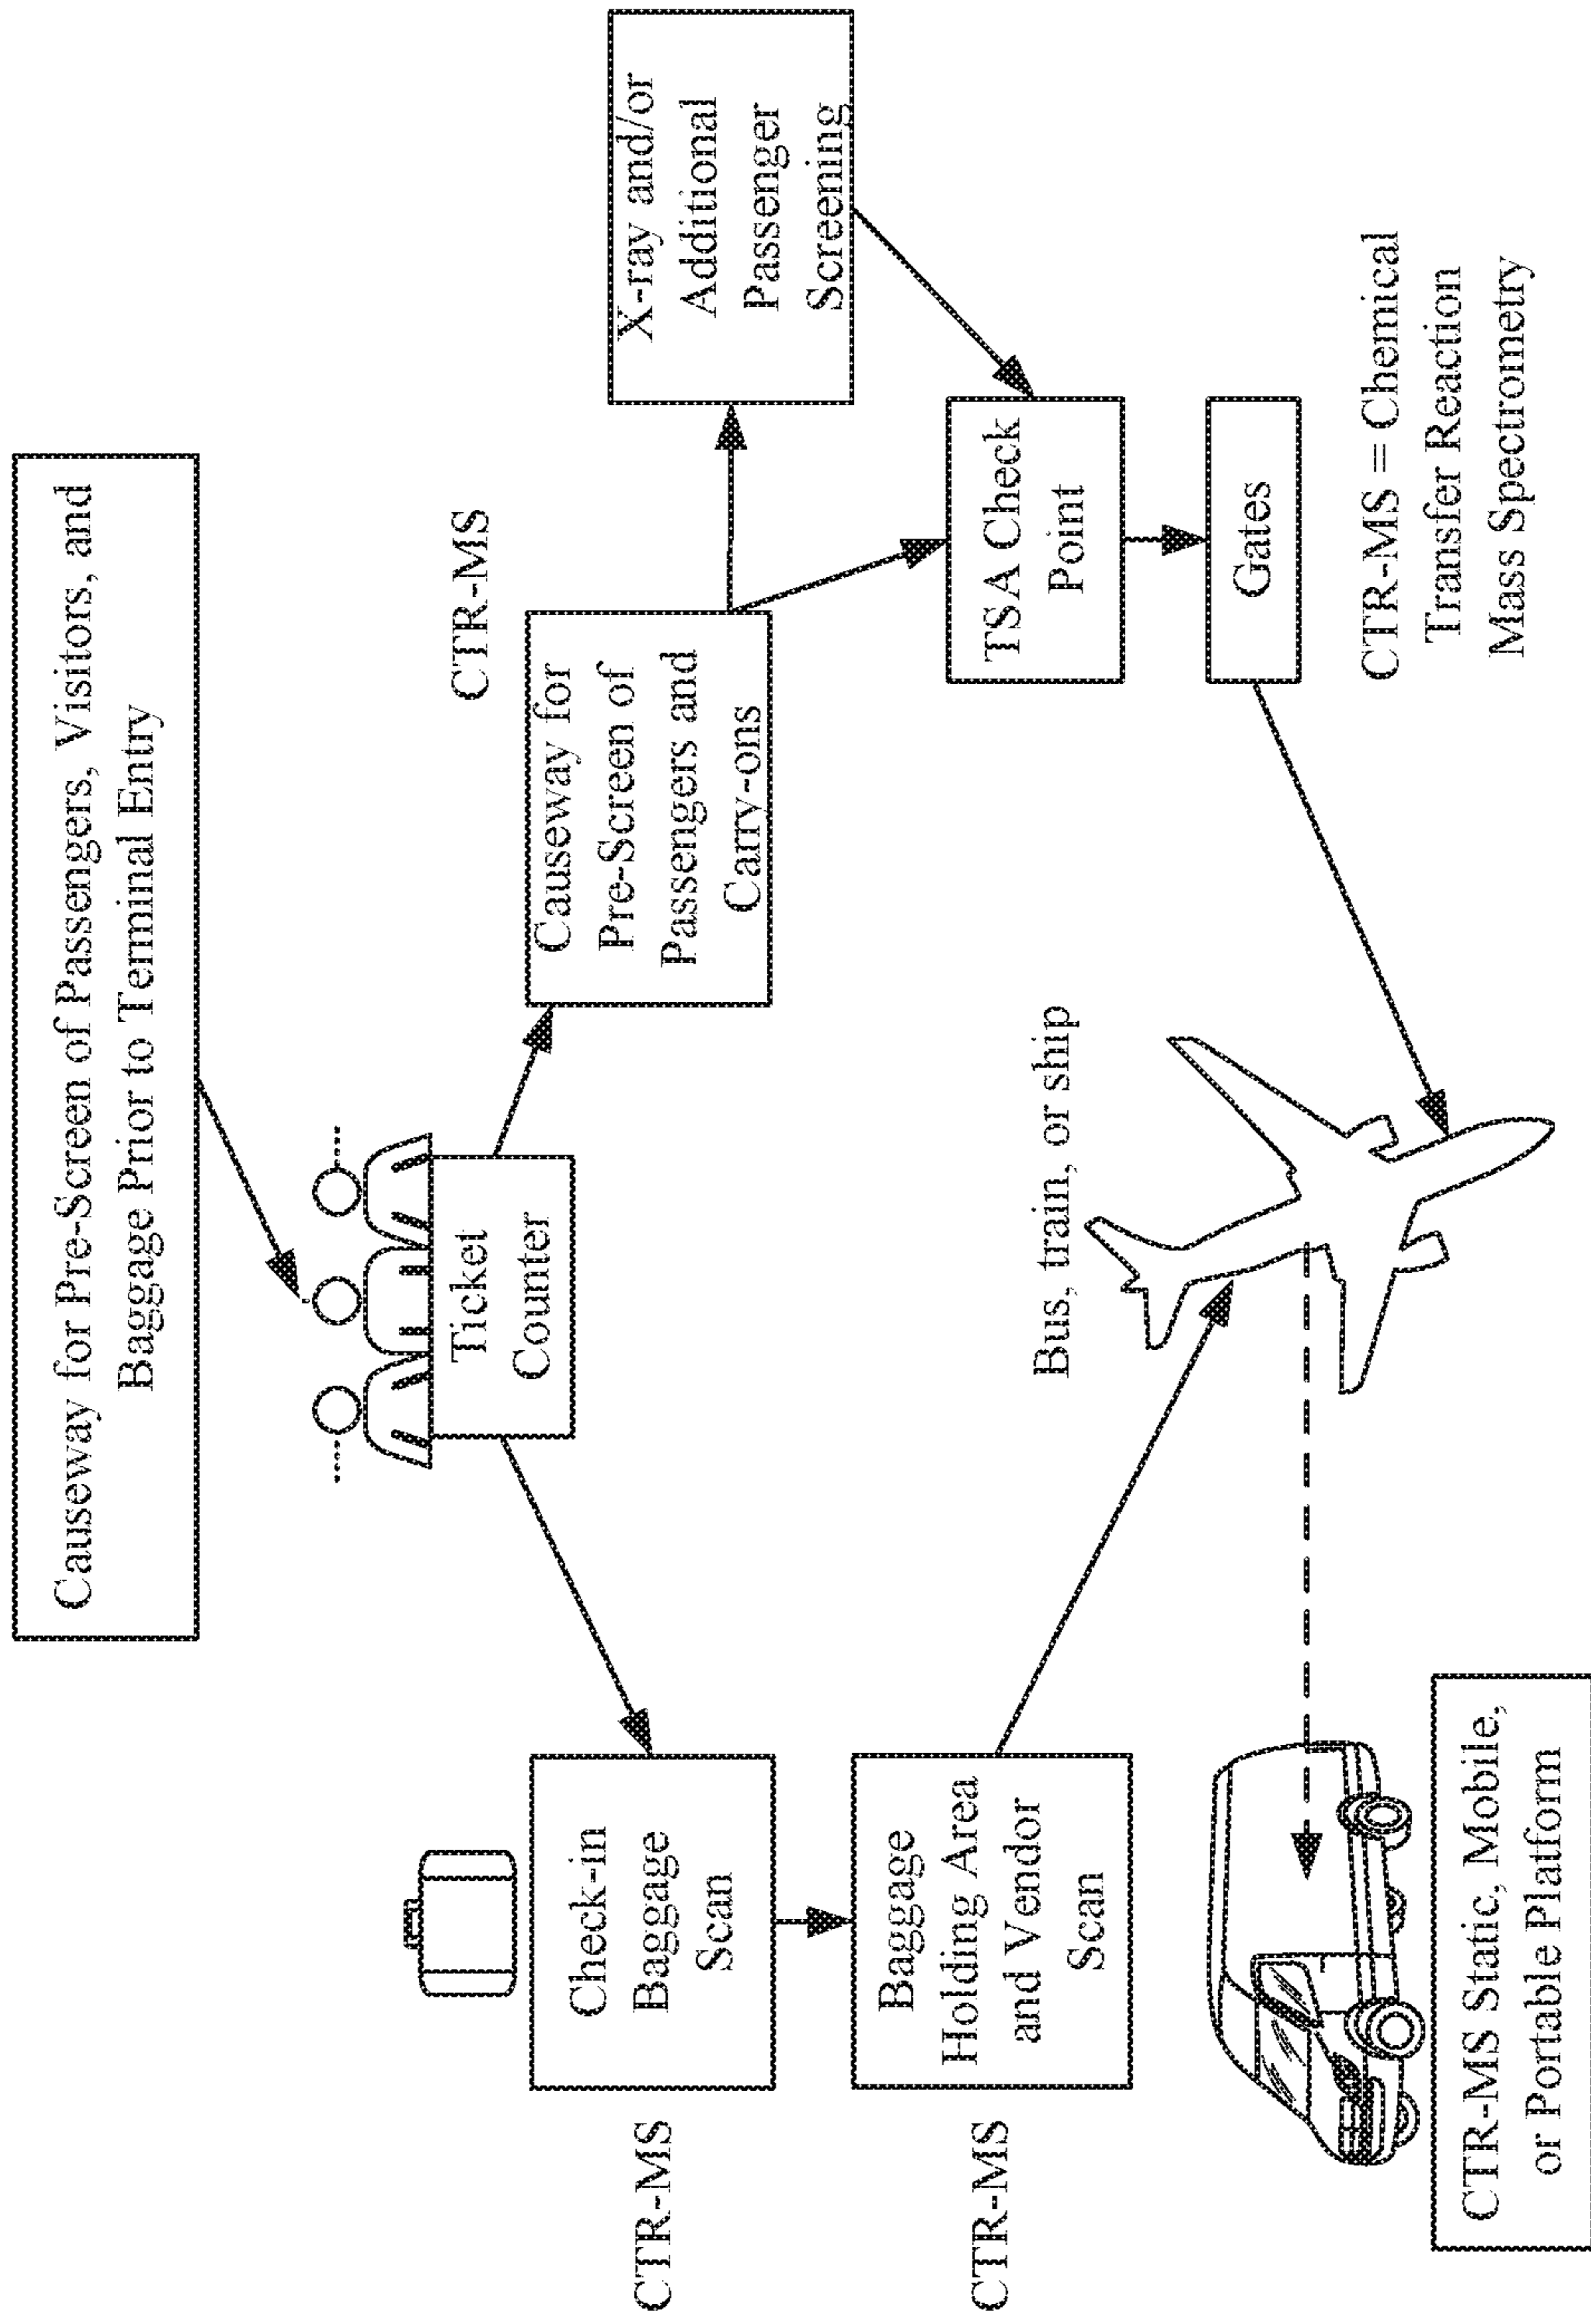 Causeway for Pre-Screen of Passengers, Visitors, and
Baggage Prior to Terminal Entry
Ticket
Counter
CTR-MS
Causeway for
Pre-Screen of
Passengers and
Carry-ons
X-ray and/or
Additional
Passenger
Screening
CTR-MS
Check-in
Baggage
Scan
CTR-MS
Baggage
Holding Area
and Vendor
Scan
TSA Check
Point
Gates
Bus, train, or ship
CTR-MS Static, Mobile,
or Portable Platform
CTR-MS = Chemical
Transfer Reaction
Mass Spectrometry